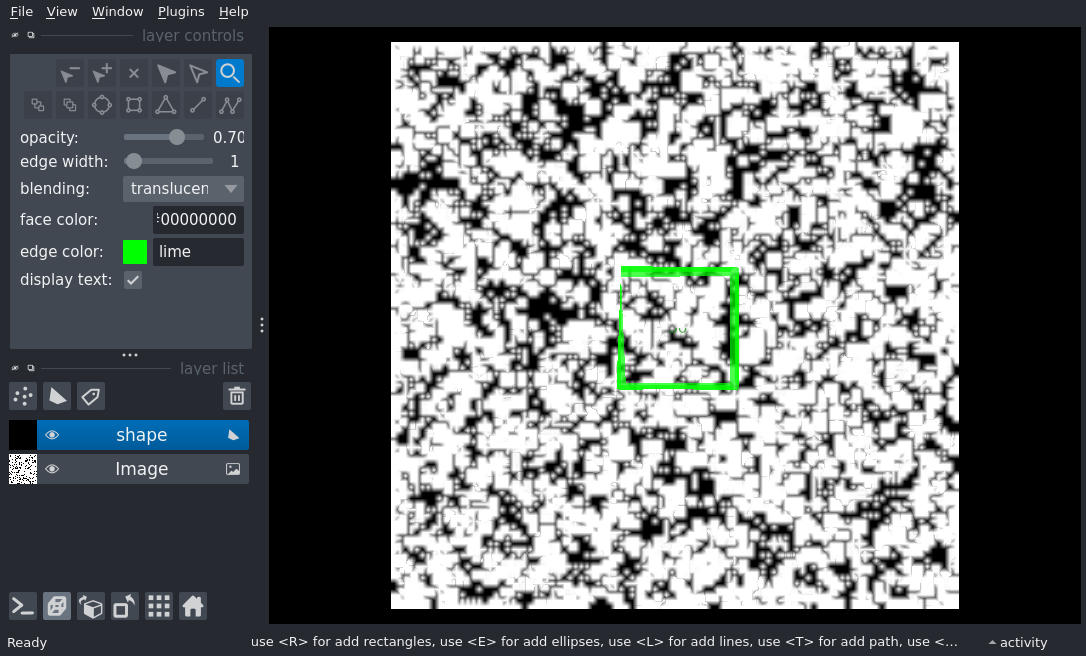 File View Window Plugins Help
layer controls
opacity: 0.70
edge width: 1
blending: translucen
face color: 00000000
edge color: lime
display text:
layer list
shape
Image
Ready
use <R> for add rectangles, use <E> for add ellipses, use <L> for add lines, use <T> for add path, use <...
activity